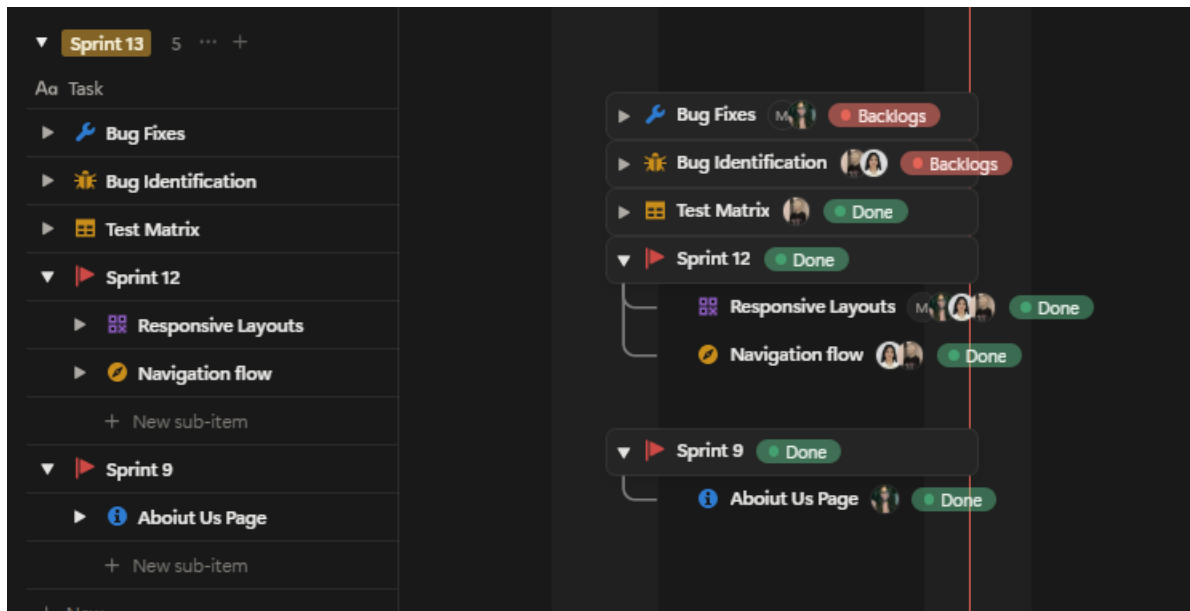 Sprint 13 5 ... +
Aa Task
Bug Fixes
Bug Identification
Test Matrix
Sprint 12
Responsive Layouts
Navigation flow
+ New sub-item
Sprint 9
Aboiut Us Page
+ New sub-item
+ New
Bug Fixes M Backlogs
Bug Identification Backlogs
Test Matrix Done
Sprint 12 Done
Responsive Layouts M Done
Navigation flow Done
Sprint 9 Done
Aboiut Us Page Done